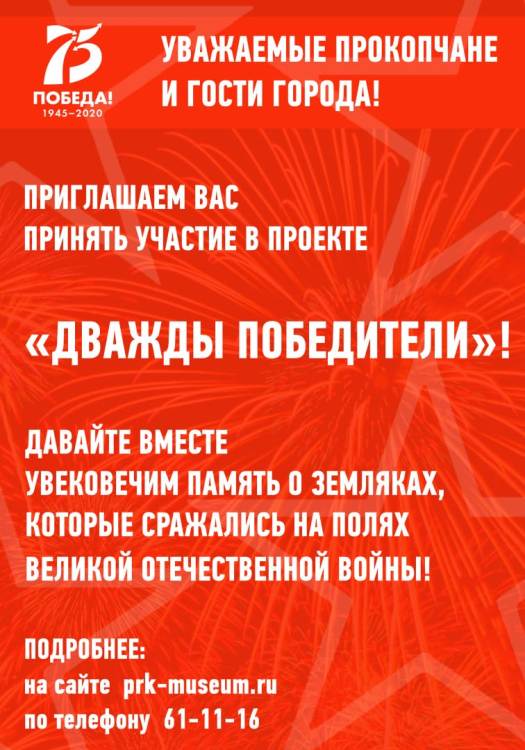 75
ПОБЕДА!
1945–2020
УВАЖАЕМЫЕ ПРОКОПЧАНЕ
И ГОСТИ ГОРОДА!
ПРИГЛАШАЕМ ВАС
ПРИНЯТЬ УЧАСТИЕ В ПРОЕКТЕ
«ДВАЖДЫ ПОБЕДИТЕЛИ»!
ДАВАЙТЕ ВМЕСТЕ
УВЕКОВЕЧИМ ПАМЯТЬ О ЗЕМЛЯКАХ,
КОТОРЫЕ СРАЖАЛИСЬ НА ПОЛЯХ
ВЕЛИКОЙ ОТЕЧЕСТВЕННОЙ ВОЙНЫ!
ПОДРОБНЕЕ:
на сайте prk-museum.ru
по телефону 61-11-16